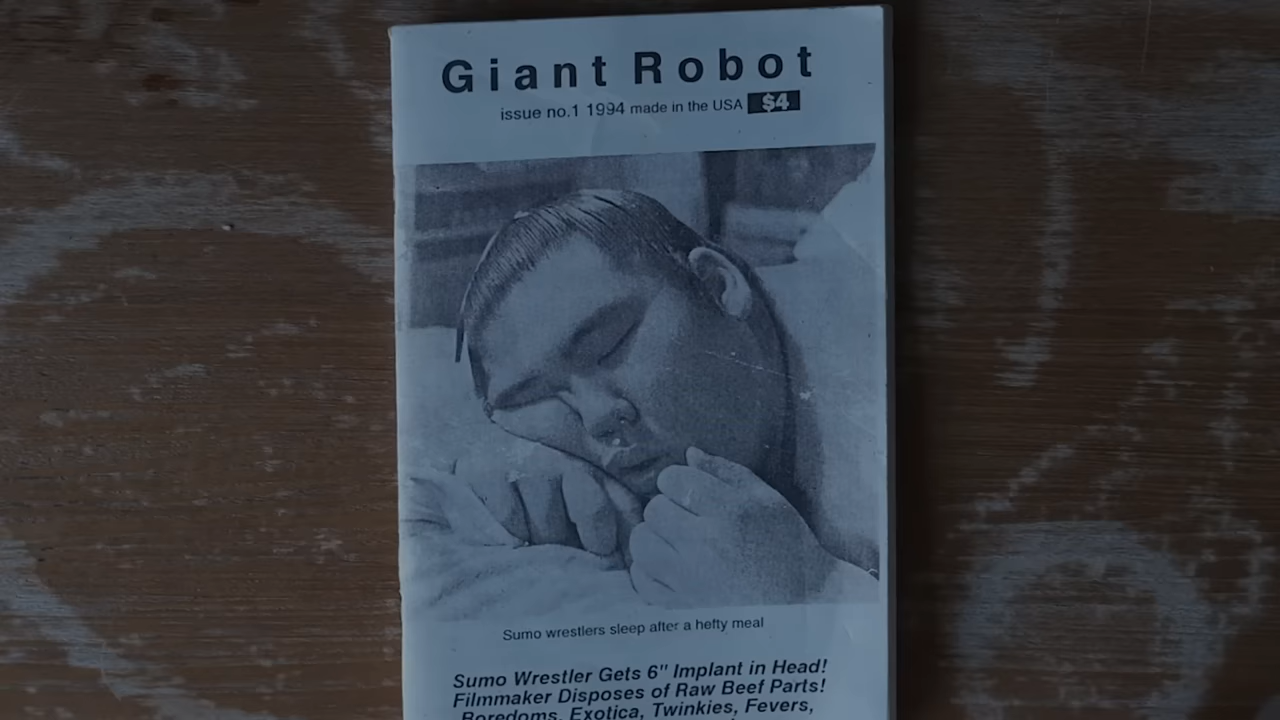 Giant Robot
issue no.1 1994 made in the USA $4
Sumo wrestlers sleep after a hefty meal
Sumo Wrestler Gets 6" Implant in Head!
Filmmaker Disposes of Raw Beef Parts!
Boredoms, Exotica, Twinkies, Fevers,